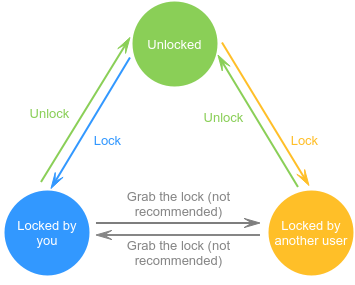 Unlocked
Unlock
Lock
Unlock
Lock
Grab the lock (not
recommended)
Locked by
you
Locked by
another user
Grab the lock (not
recommended)